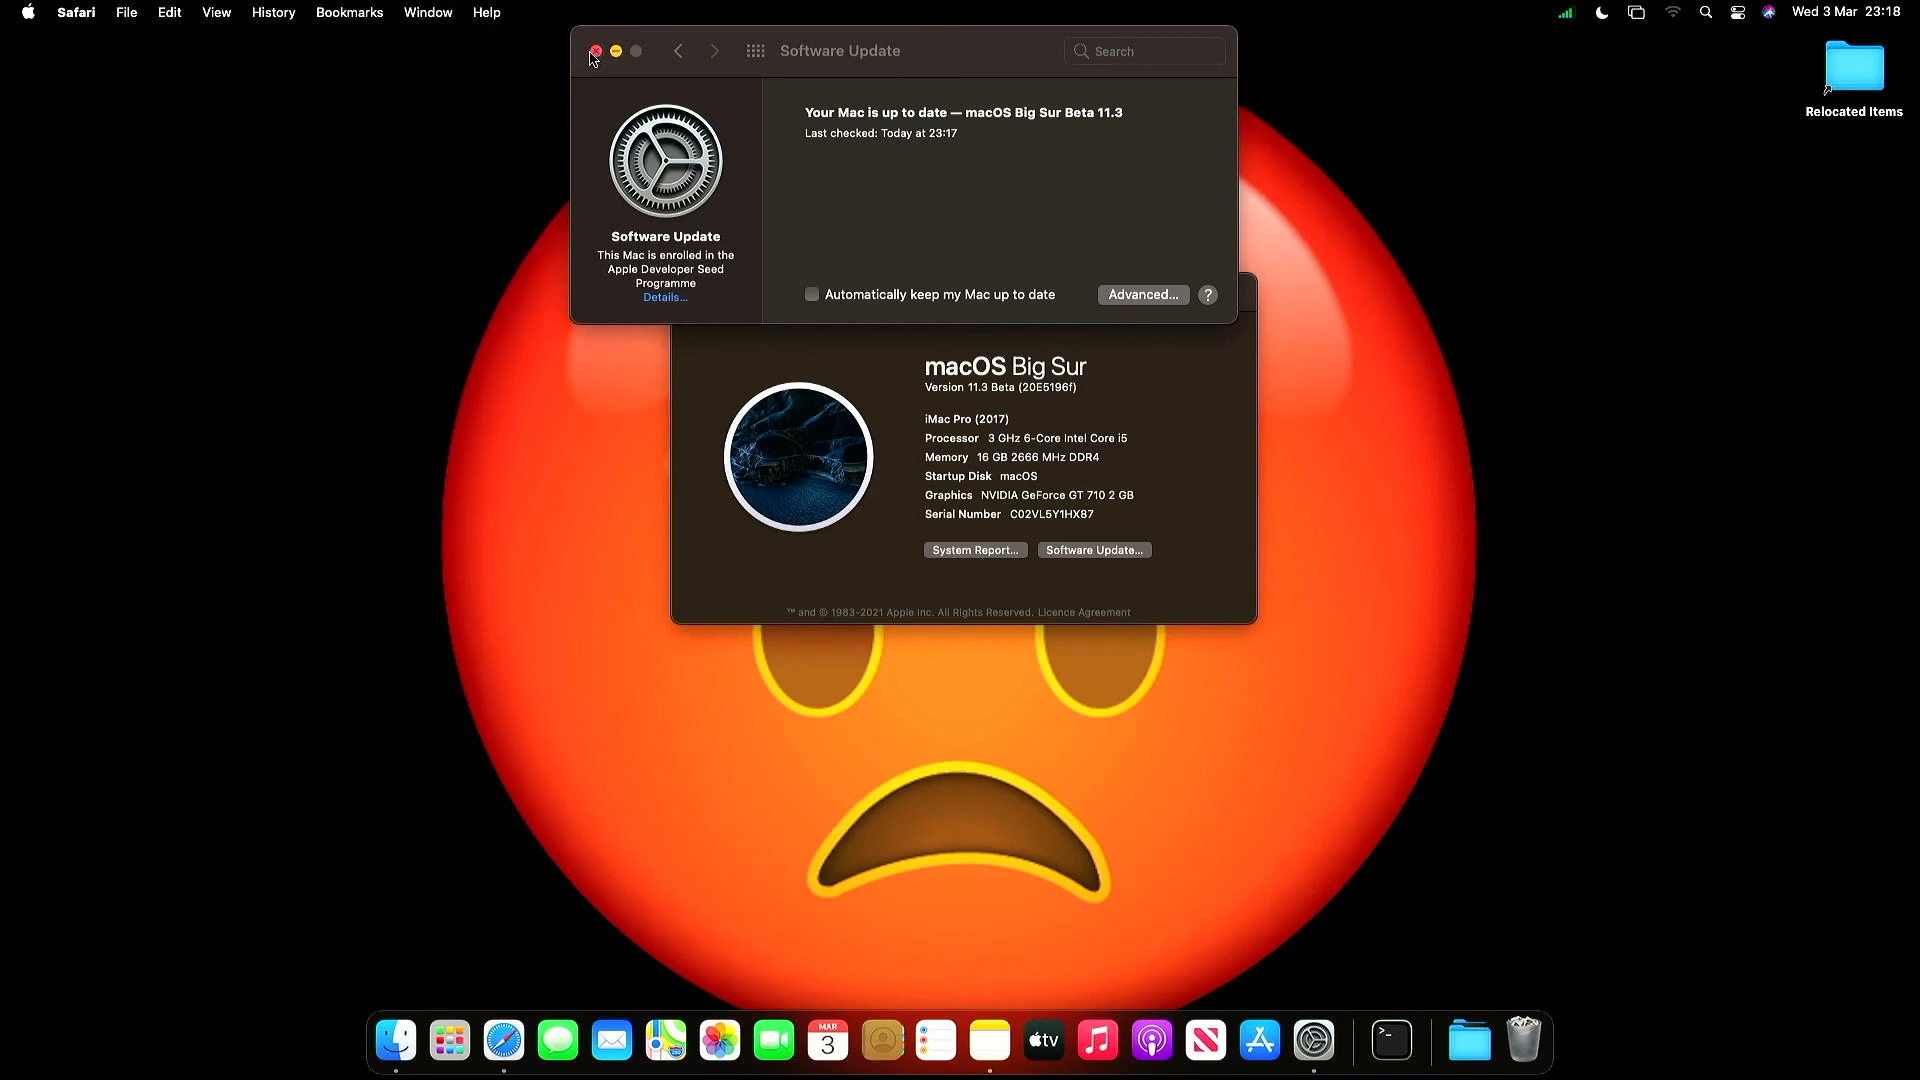 Safari File Edit View History Bookmarks Window Help
Wed 3 Mar 23:18
Relocated Items
Software Update
Search
Your Mac is up to date — macOS Big Sur Beta 11.3
Last checked: Today at 23:17
Software Update
This Mac is enrolled in the
Apple Developer Seed
Programme
Details...
Automatically keep my Mac up to date
Advanced...
?
macOS Big Sur
Version 11.3 Beta (20E5196f)
iMac Pro (2017)
Processor 3 GHz 6-Core Intel Core i5
Memory 16 GB 2666 MHz DDR4
Startup Disk macOS
Graphics NVIDIA GeForce GT 710 2 GB
Serial Number C02VL5Y1HX87
System Report...
Software Update...
™ and © 1983-2021 Apple Inc. All Rights Reserved. Licence Agreement
MAR
3
tv
>_